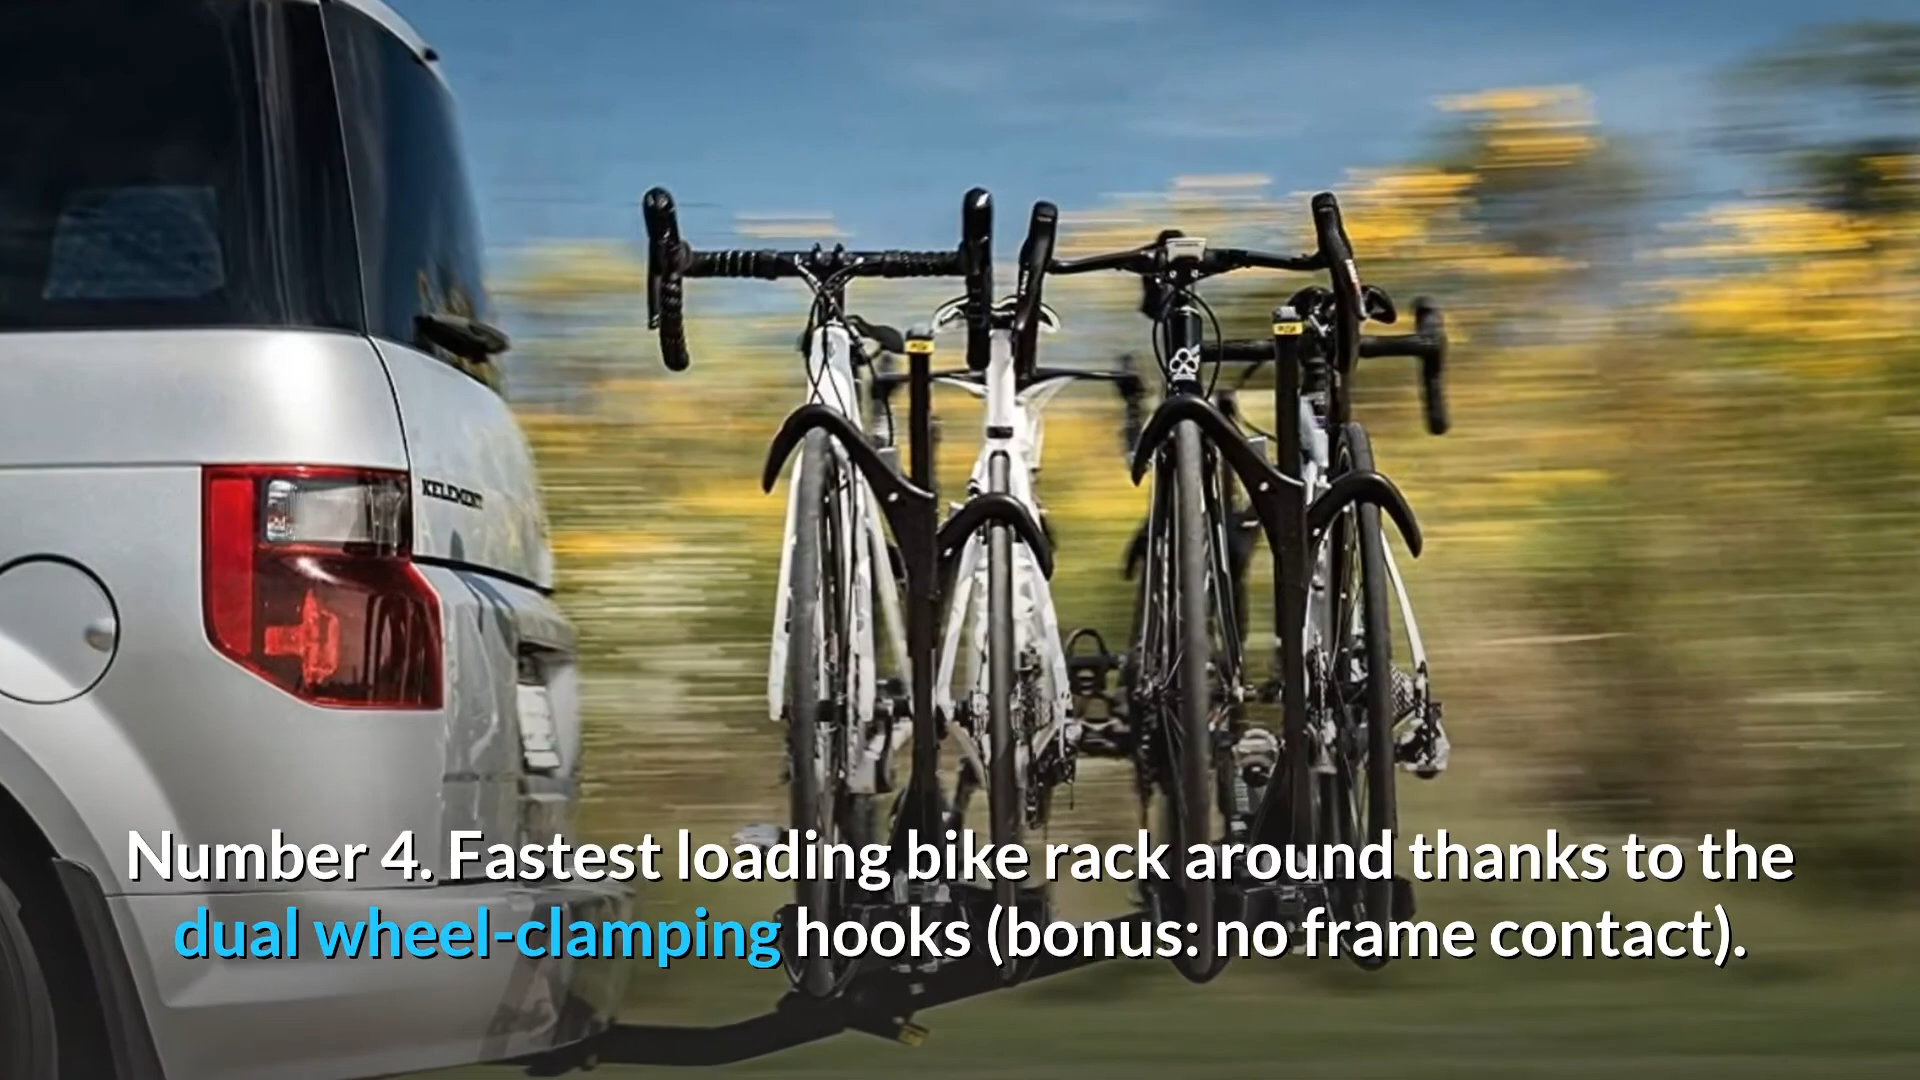 Number 4. Fastest loading bike rack around thanks to the
dual wheel-clamping hooks (bonus: no frame contact).